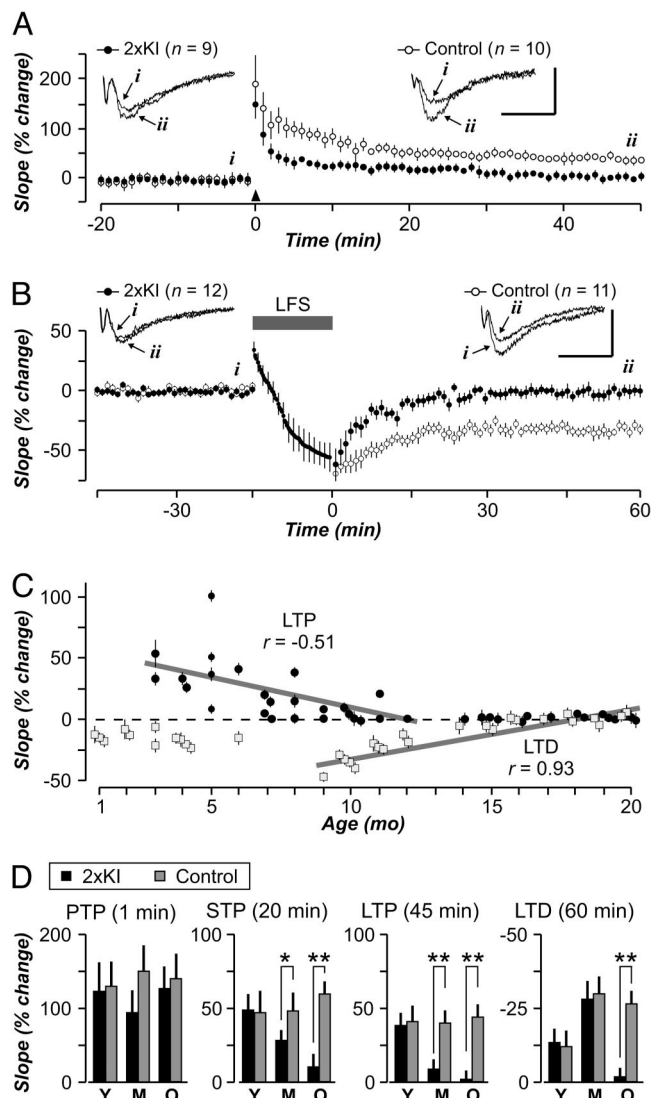 A
2xKI (n = 9)
Control (n = 10)
i
ii
i
ii
Slope (% change)
200
100
0
i
ii
-20
0
20
40
Time (min)
B
2xKI (n = 12)
LFS
Control (n = 11)
i
ii
ii
i
Slope (% change)
50
0
-50
i
ii
-30
0
30
60
Time (min)
C
Slope (% change)
100
50
0
-50
LTP
r = -0.51
LTD
r = 0.93
1
5
10
15
20
Age (mo)
D
2xKI Control
PTP (1 min) STP (20 min) LTP (45 min) LTD (60 min)
Slope (% change)
200
100
0
100
50
0
100
50
0
-50
-25
0
* **
** **
**
Y M O Y M O Y M O Y M O